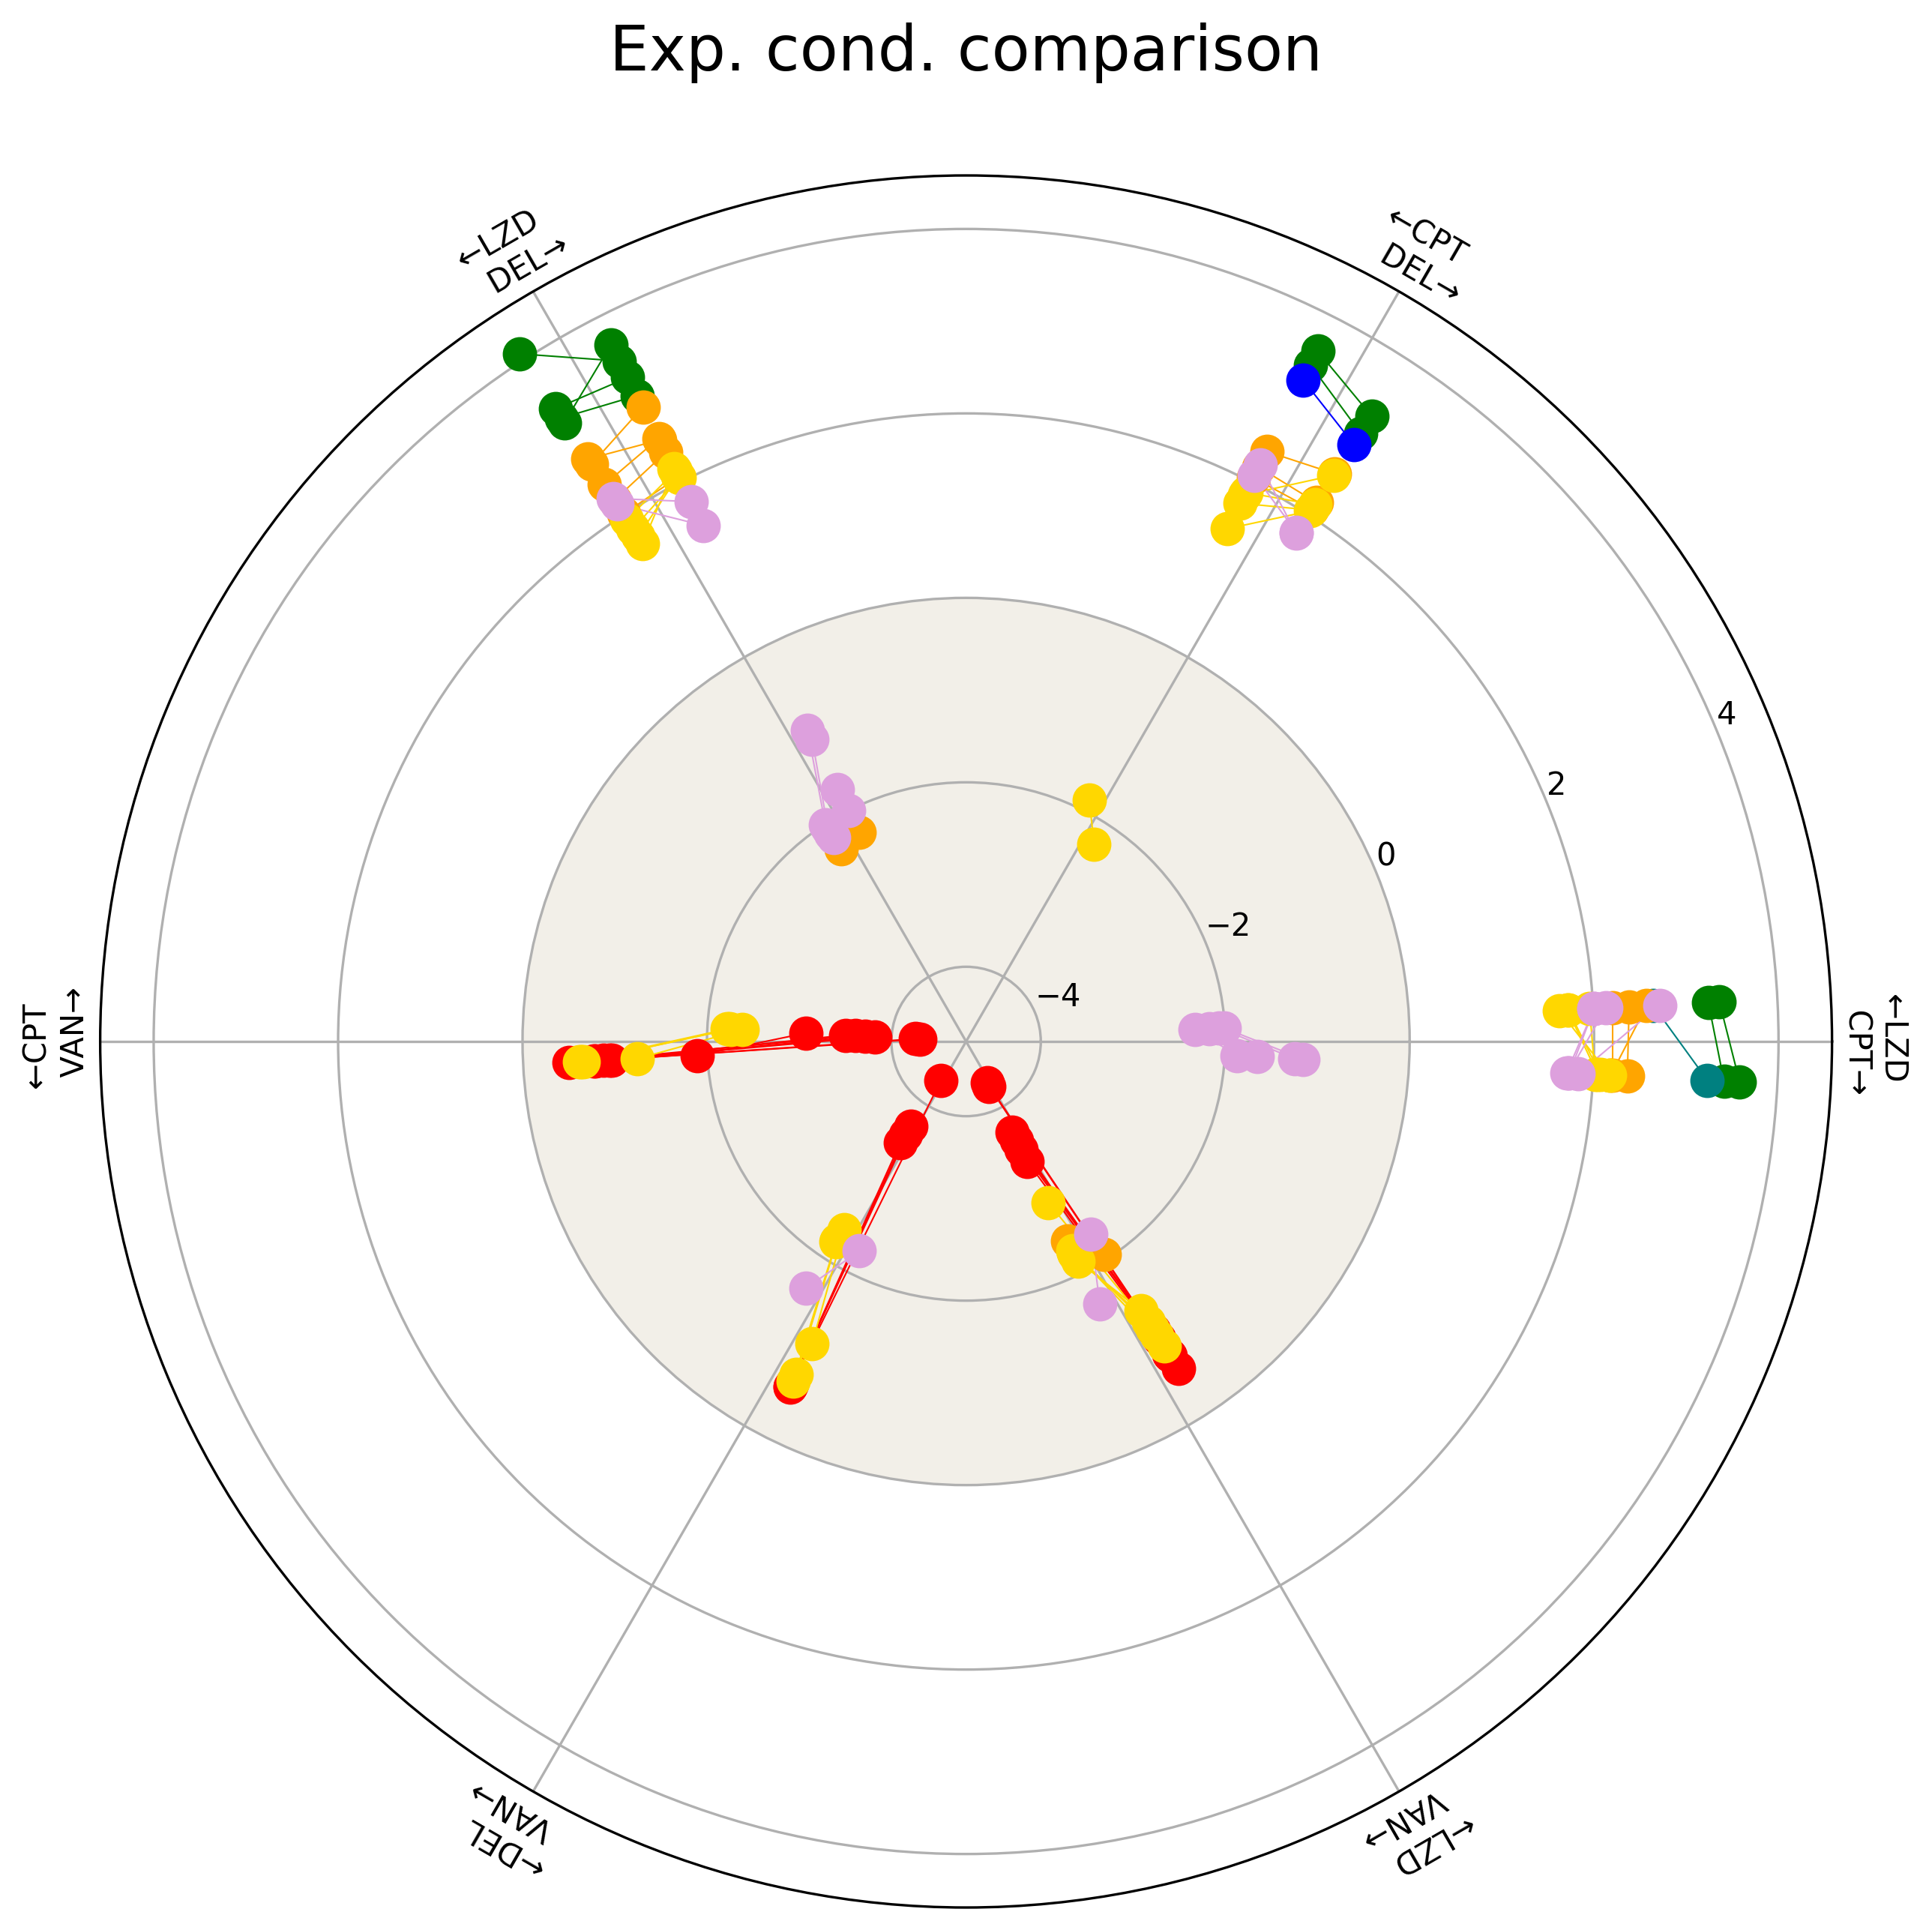 Exp. cond. comparison
←LZD
DEL→
←CPT
DEL→
4
2
0
−2
−4
←CPT
VAN→
←LZD
CPT→
←DEL
VAN→
←LZD
VAN→